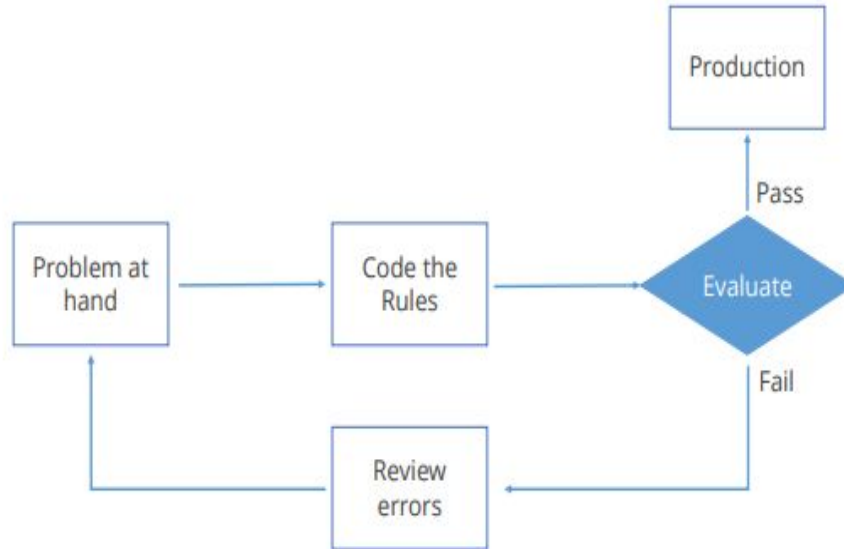 Production
Pass
Problem at
hand
Code the
Rules
Evaluate
Fail
Review
errors